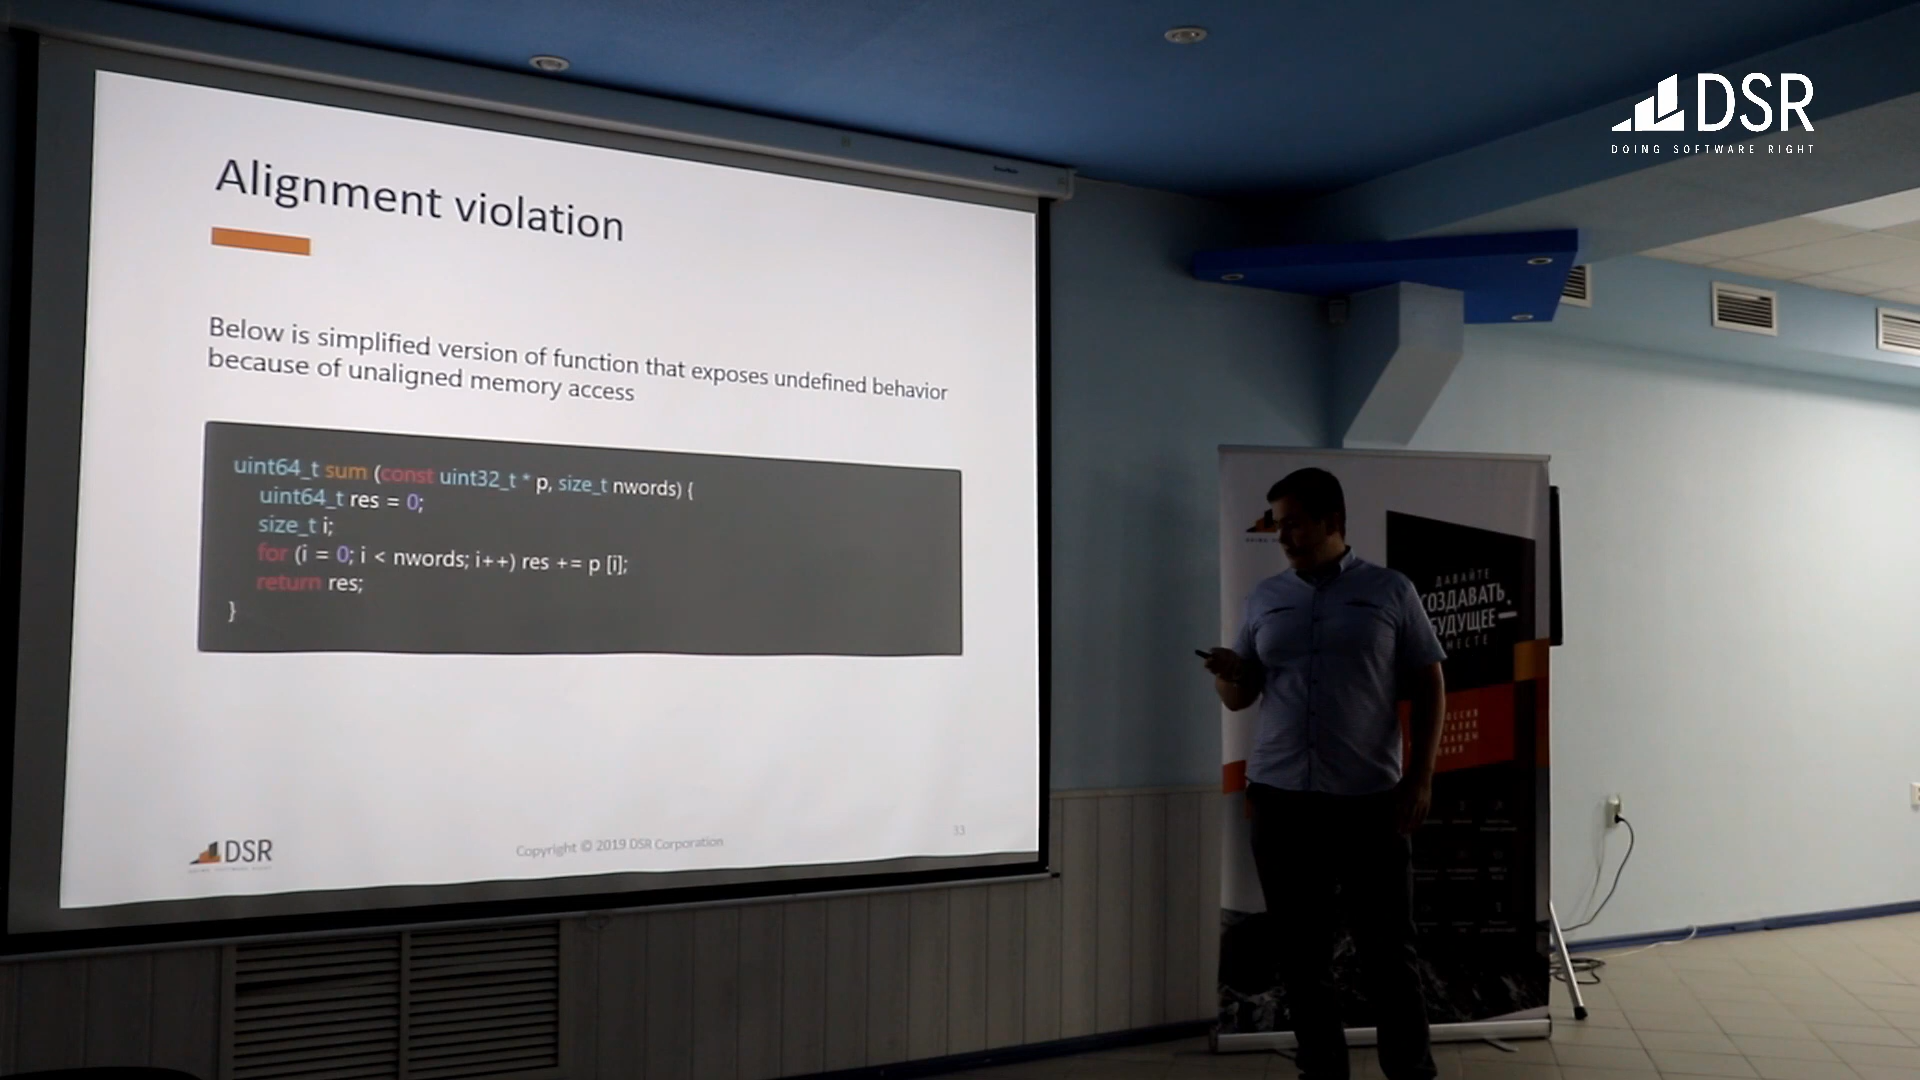 Alignment violation
Below is simplified version of function that exposes undefined behavior
because of unaligned memory access
uint64_t sum (const uint32_t * p, size_t nwords) {
uint64_t res = 0;
size_t i;
for (i = 0; i < nwords; i++) res += p [i];
return res;
}
DSR
Copyright © 2019 DSR Corporation
33
DSR
DOING SOFTWARE RIGHT
ДАВАЙТЕ
СОЗДАВАТЬ
БУДУЩЕЕ